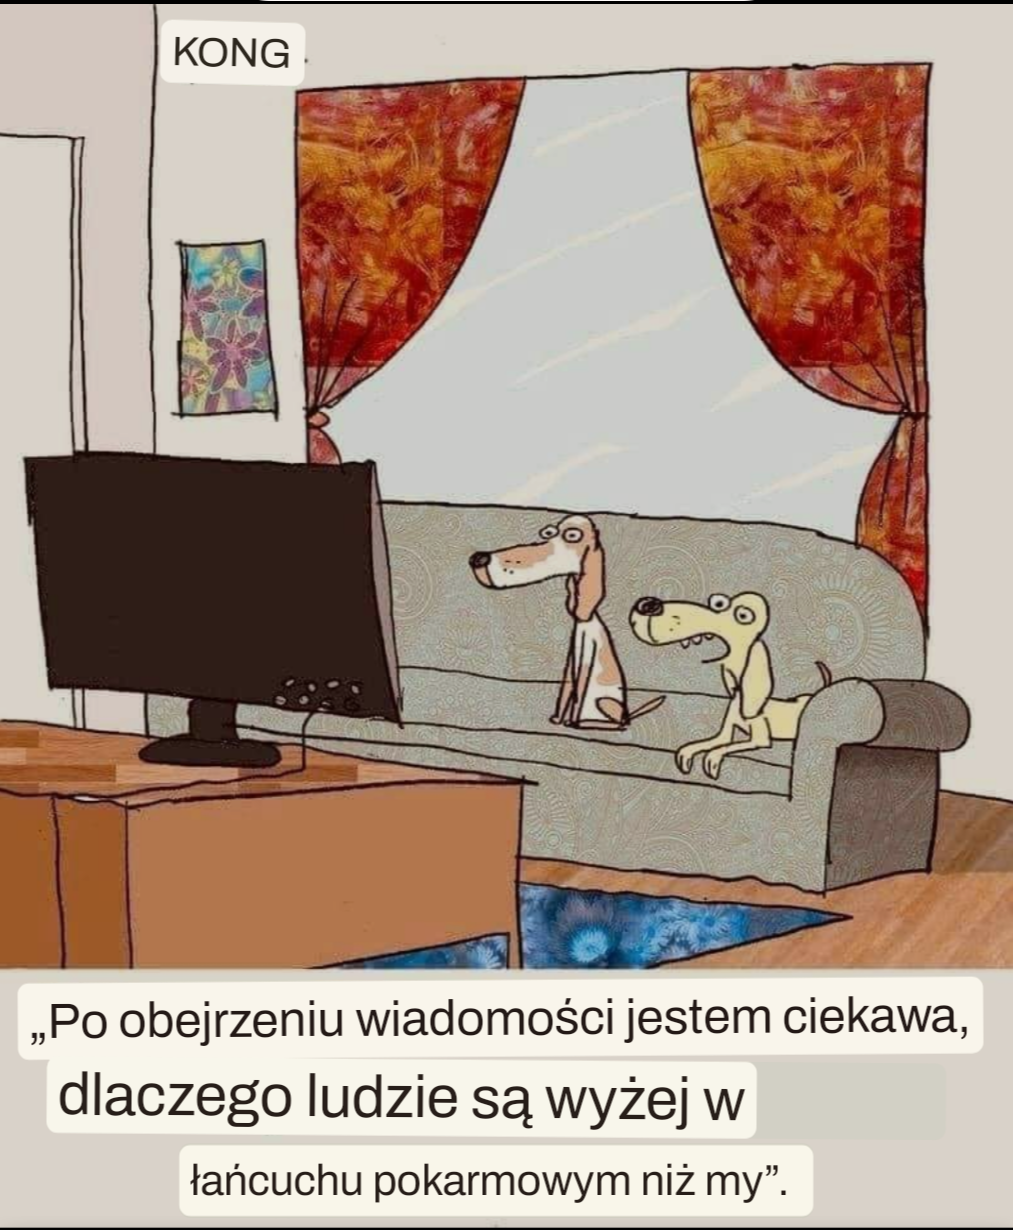 KONG
„Po obejrzeniu wiadomości jestem ciekawa,
dlaczego ludzie są wyżej w
łańcuchu pokarmowym niż my”.